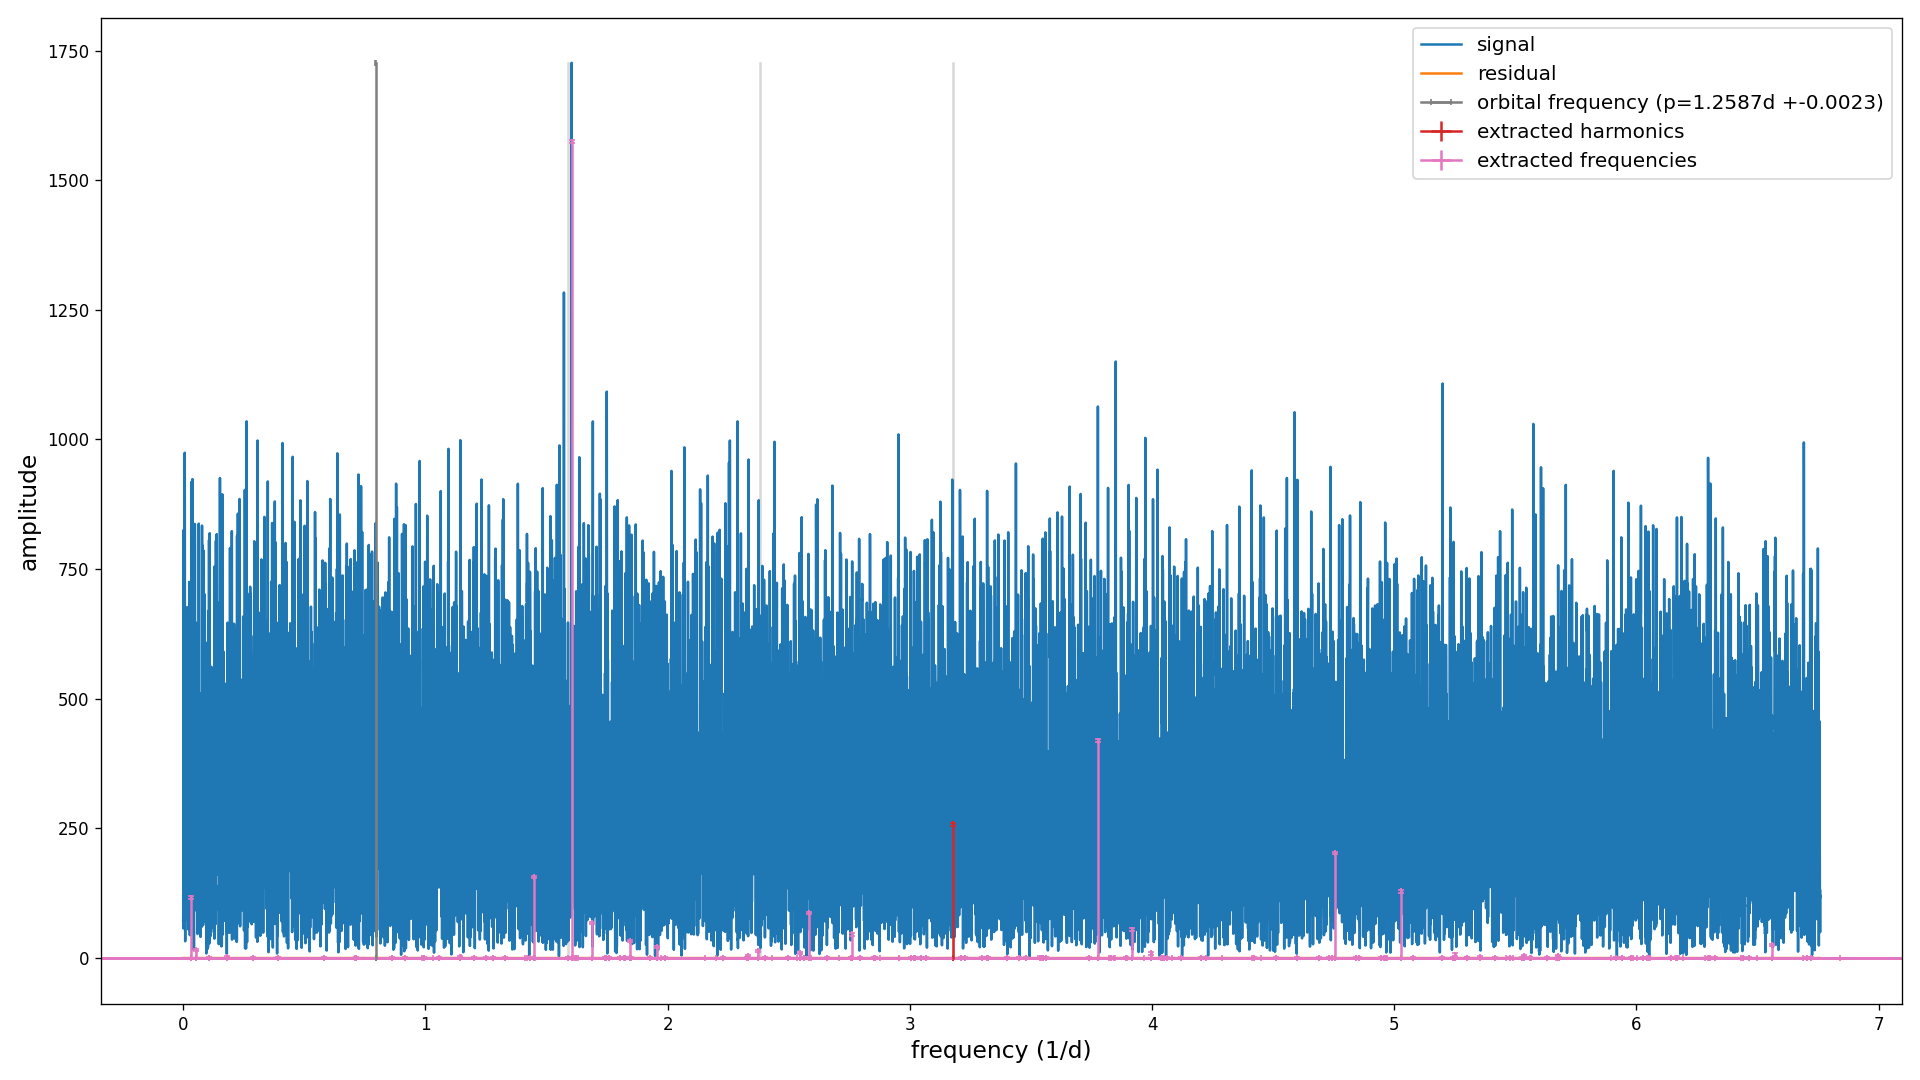 1750
1500
1250
1000
750
500
250
0
amplitude
0 1 2 3 4 5 6 7
frequency (1/d)
signal
residual
orbital frequency (p=1.2587d +-0.0023)
extracted harmonics
extracted frequencies